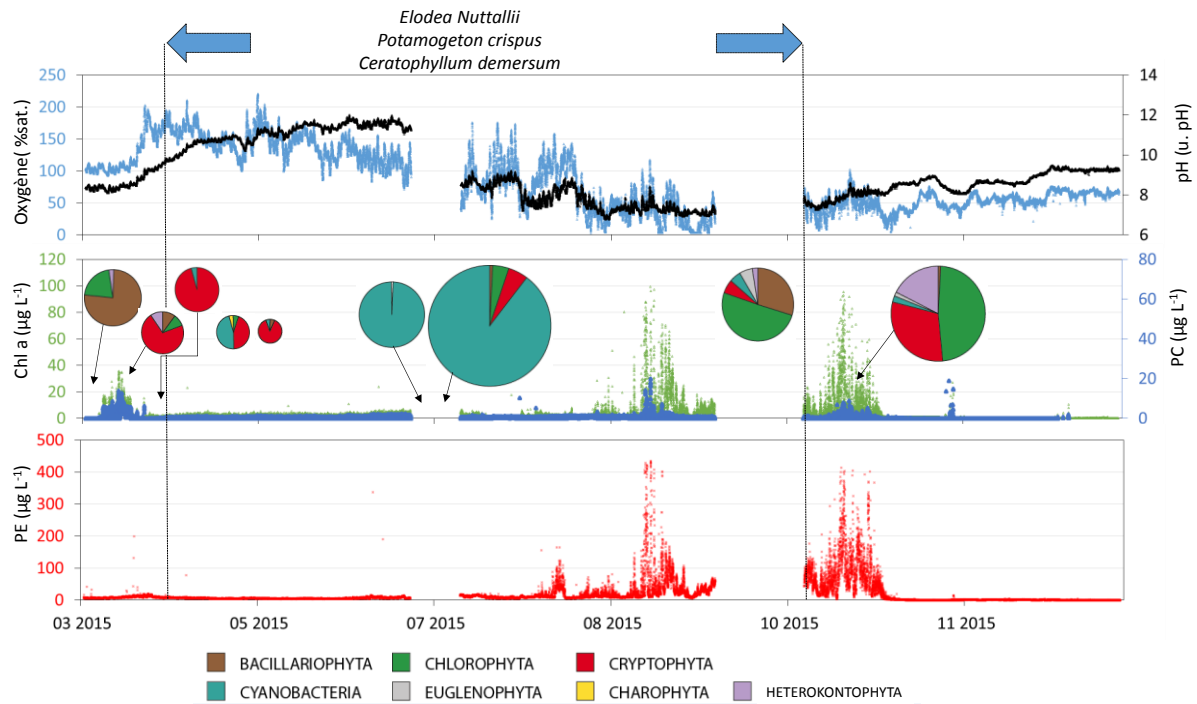 Elodea Nuttallii
Potamogeton crispus
Ceratophyllum demersum
Oxygène( %sat.)
250
200
150
100
50
0
14
12
10
8
6
pH (u. pH)
Chl a (µg L-1)
120
100
80
60
40
20
0
80
60
40
20
0
PC (µg L-1)
PE (µg L-1)
500
400
300
200
100
0
03 2015 05 2015 07 2015 08 2015 10 2015 11 2015
BACILLARIOPHYTA CHLOROPHYTA CRYPTOPHYTA
CYANOBACTERIA EUGLENOPHYTA CHAROPHYTA HETEROKONTOPHYTA